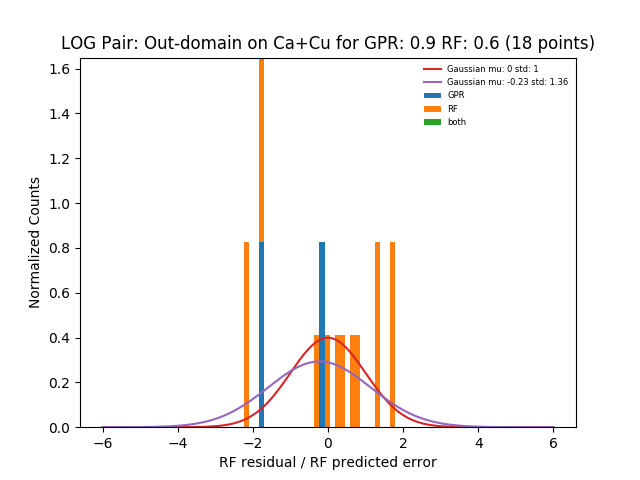 LOG Pair: Out-domain on Ca+Cu for GPR: 0.9 RF: 0.6 (18 points)
Gaussian mu: 0 std: 1
Gaussian mu: -0.23 std: 1.36
GPR
RF
both
Normalized Counts
1.6
1.4
1.2
1.0
0.8
0.6
0.4
0.2
0.0
−6 −4 −2 0 2 4 6
RF residual / RF predicted error